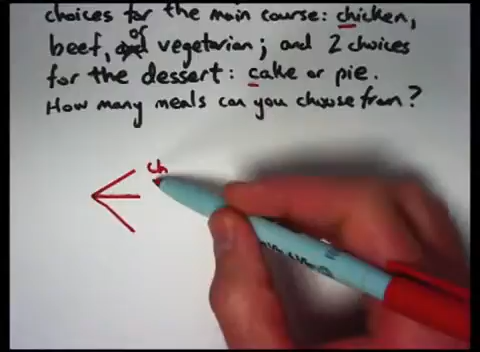 choices for the main course: chicken,
beef, or vegetarian; and 2 choices
for the dessert: cake or pie.
How many meals can you choose from?
ch